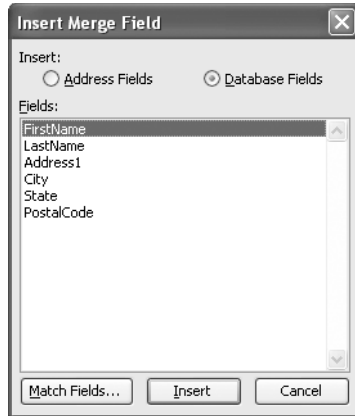 Insert Merge Field
Insert:
Address Fields Database Fields
Fields:
FirstName
LastName
Address1
City
State
PostalCode
Match Fields... Insert Cancel